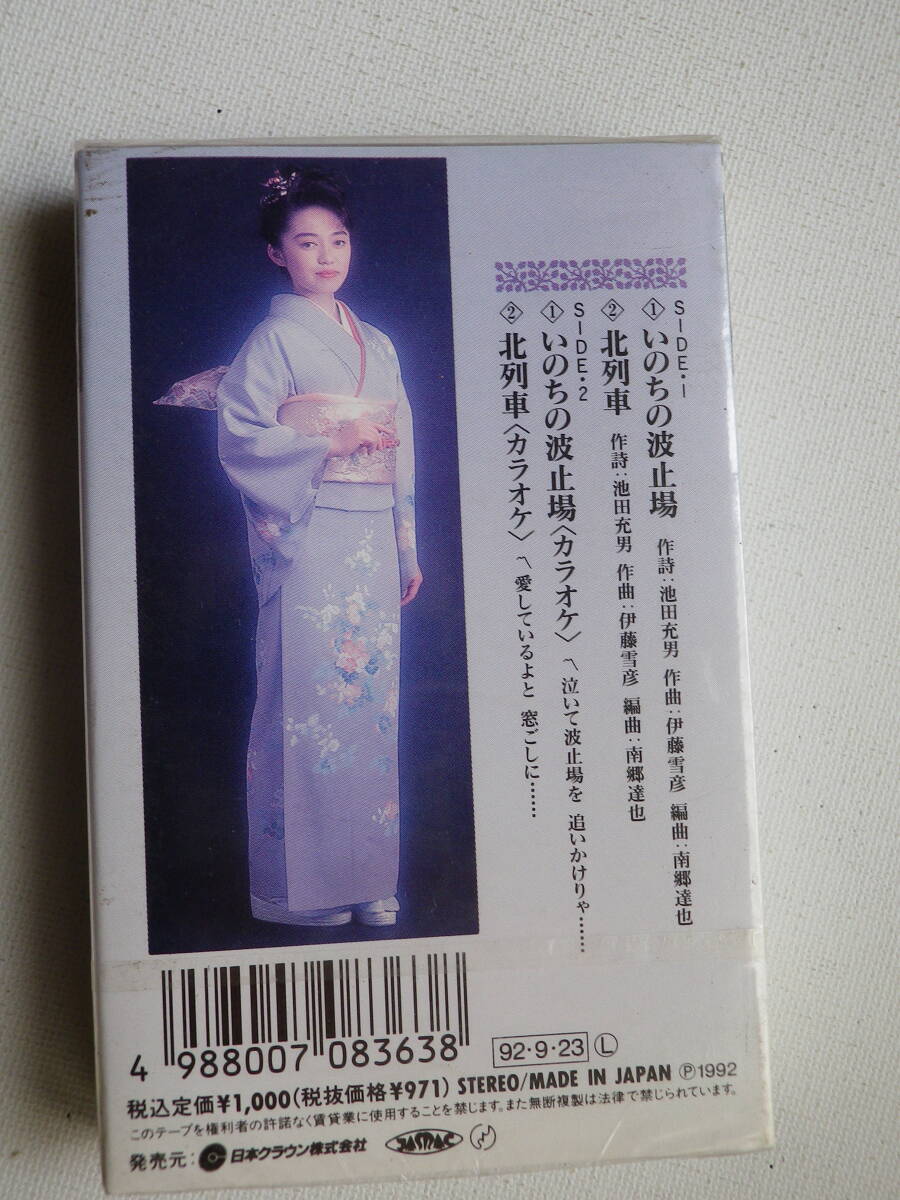 SIDE・1
①いのちの波止場 作詩：池田充男 作曲：伊藤雪彦 編曲：南郷達也
②北列車 作詩：池田充男 作曲：伊藤雪彦 編曲：南郷達也
SIDE・2
①いのちの波止場〈カラオケ〉 〽泣いて波止場を 追いかけりゃ……
②北列車〈カラオケ〉 〽愛しているよと 窓ごしに……
4 988007 083638
92・9・23 Ⓛ
税込定価¥1,000(税抜価格¥971) STEREO/MADE IN JAPAN Ⓟ1992
このテープを権利者の許諾なく賃貸業に使用することを禁じます。また無断複製は法律で禁じられています。
発売元：日本クラウン株式会社 JASRAC